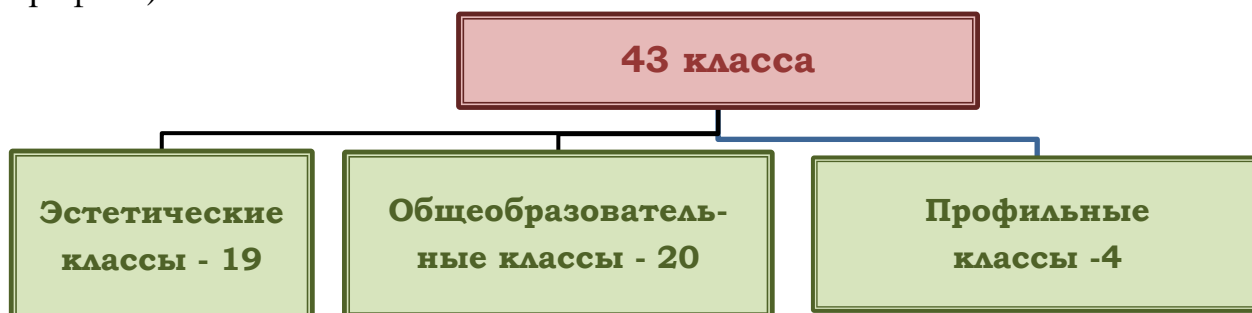 43 класса
Эстетические
классы - 19
Общеобразователь-
ные классы - 20
Профильные
классы -4